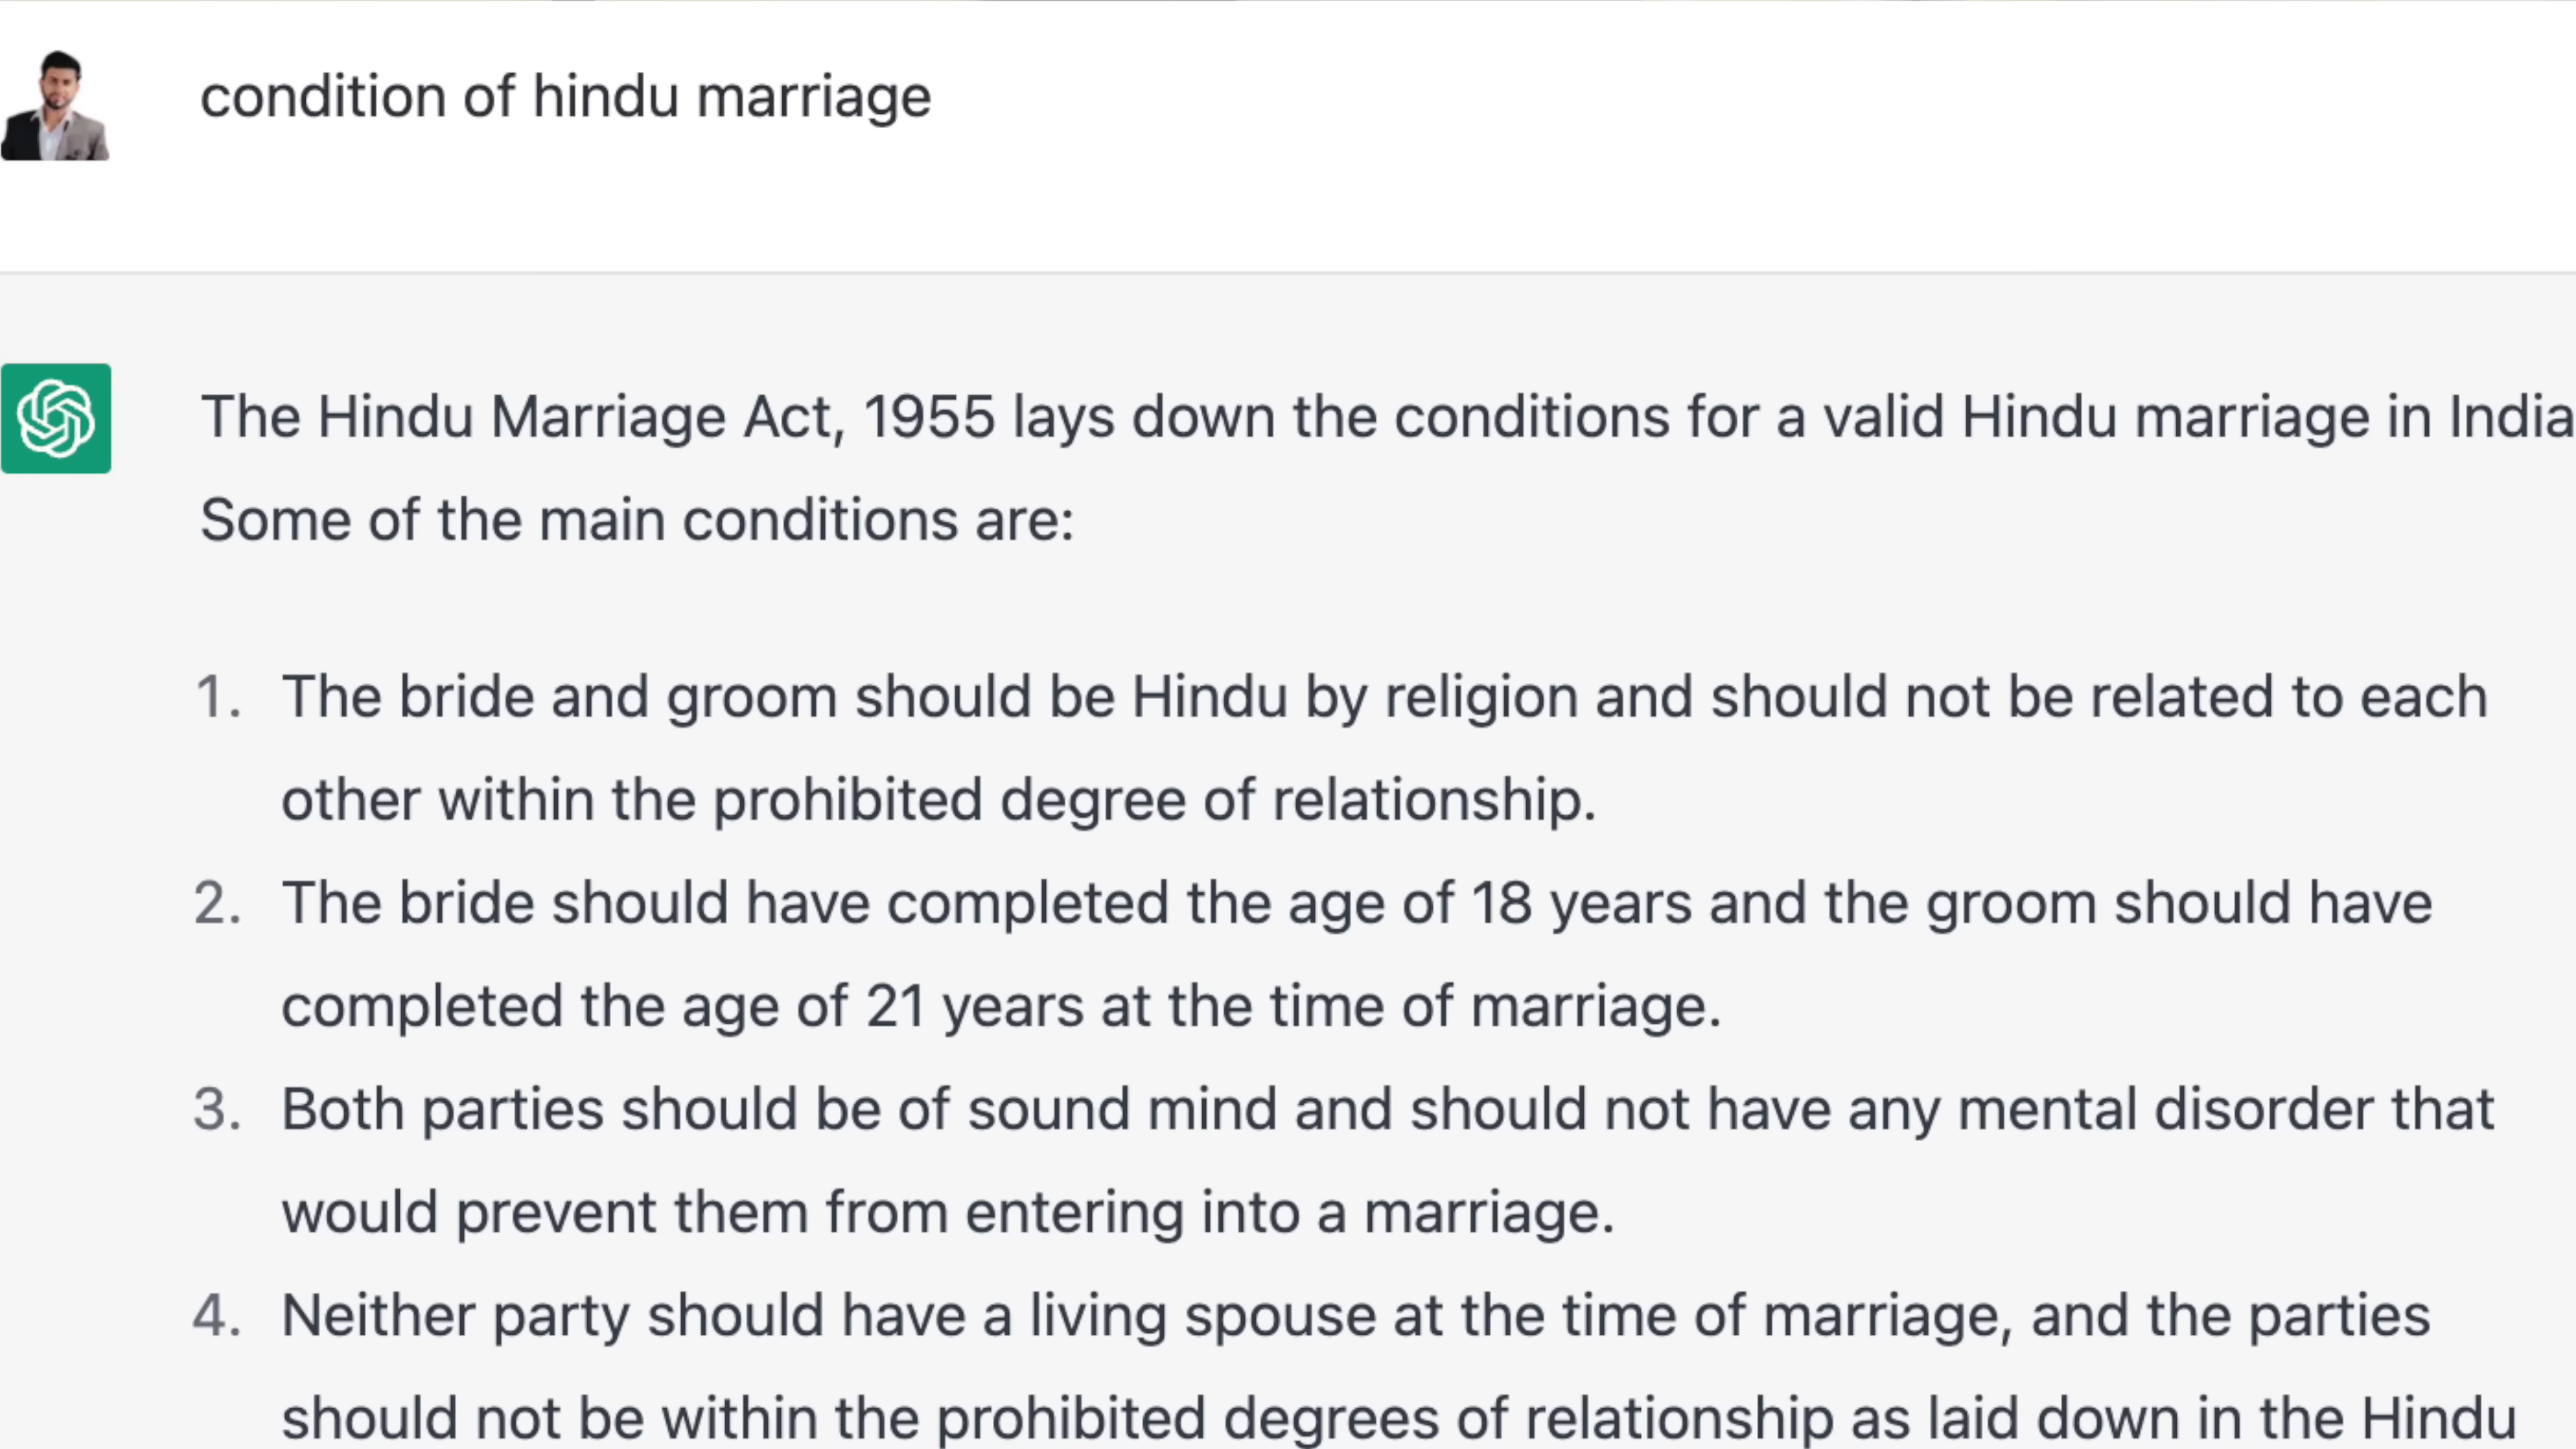 condition of hindu marriage
The Hindu Marriage Act, 1955 lays down the conditions for a valid Hindu marriage in India
Some of the main conditions are:
1. The bride and groom should be Hindu by religion and should not be related to each
other within the prohibited degree of relationship.
2. The bride should have completed the age of 18 years and the groom should have
completed the age of 21 years at the time of marriage.
3. Both parties should be of sound mind and should not have any mental disorder that
would prevent them from entering into a marriage.
4. Neither party should have a living spouse at the time of marriage, and the parties
should not be within the prohibited degrees of relationship as laid down in the Hindu